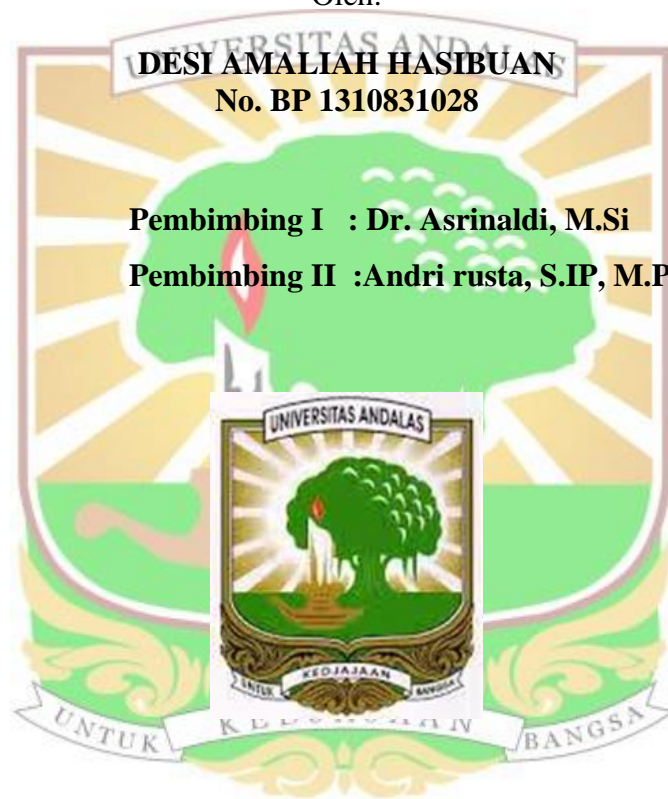 Oleh:
UNIVERSITAS ANDALAS
DESI AMALIAH HASIBUAN
No. BP 1310831028
Pembimbing I : Dr. Asrinaldi, M.Si
Pembimbing II :Andri rusta, S.IP, M.P
UNIVERSITAS ANDALAS
UNTUK KEDJAJAAN BANGSA
UNTUK BANGSA